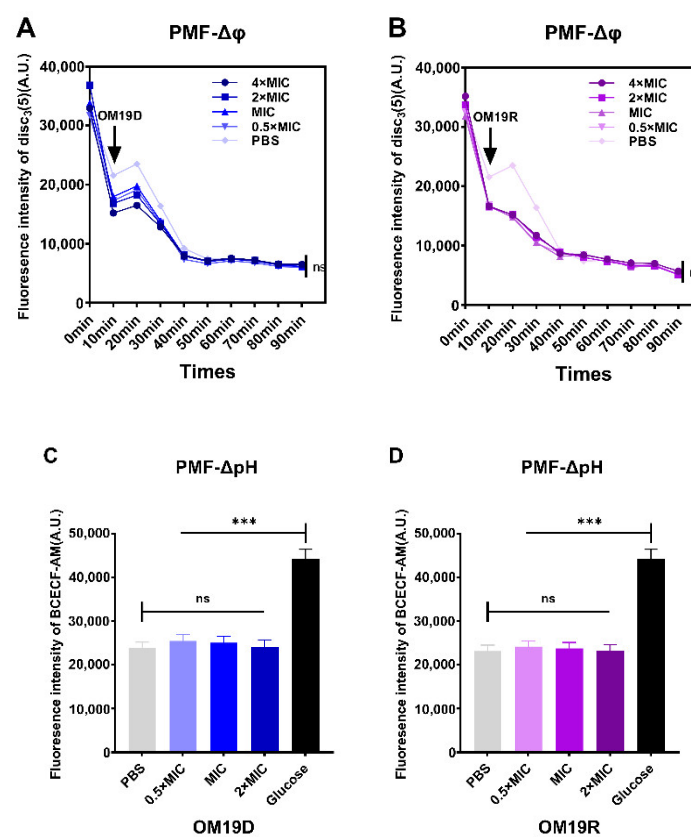 A
PMF-Δφ
Fluoresence intensity of disc₃(5)(A.U.)
40,000
30,000
20,000
10,000
0
OM19D
4×MIC
2×MIC
MIC
0.5×MIC
PBS
ns
0min
10min
20min
30min
40min
50min
60min
70min
80min
90min
Times
B
PMF-Δφ
Fluoresence intensity of disc₃(5)(A.U.)
40,000
30,000
20,000
10,000
0
OM19R
4×MIC
2×MIC
MIC
0.5×MIC
PBS
0min
10min
20min
30min
40min
50min
60min
70min
80min
90min
Times
C
PMF-ΔpH
Fluoresence intensity of BCECF-AM(A.U.)
50,000
40,000
30,000
20,000
10,000
0
***
ns
PBS
0.5×MIC
MIC
2×MIC
Glucose
OM19D
D
PMF-ΔpH
Fluoresence intensity of BCECF-AM(A.U.)
50,000
40,000
30,000
20,000
10,000
0
***
ns
PBS
0.5×MIC
MIC
2×MIC
Glucose
OM19R